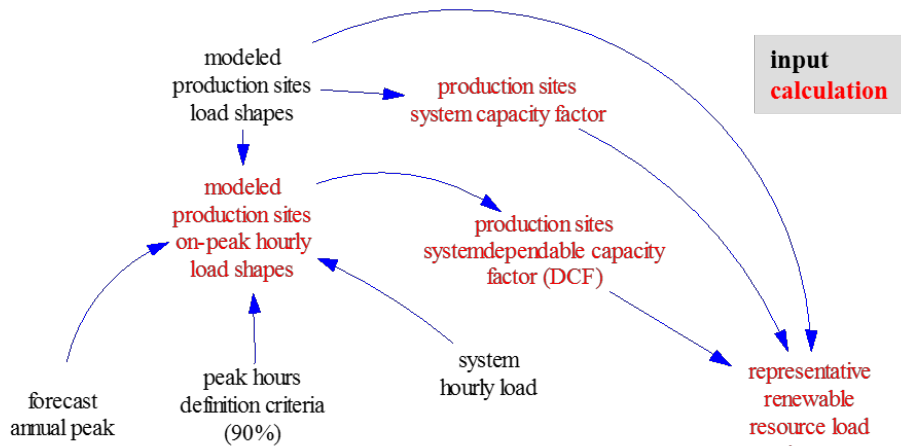 modeled
production sites
load shapes
production sites
system capacity factor
input
calculation
modeled
production sites
on-peak hourly
load shapes
production sites
systemdependable capacity
factor (DCF)
forecast
annual peak
peak hours
definition criteria
(90%)
system
hourly load
representative
renewable
resource load